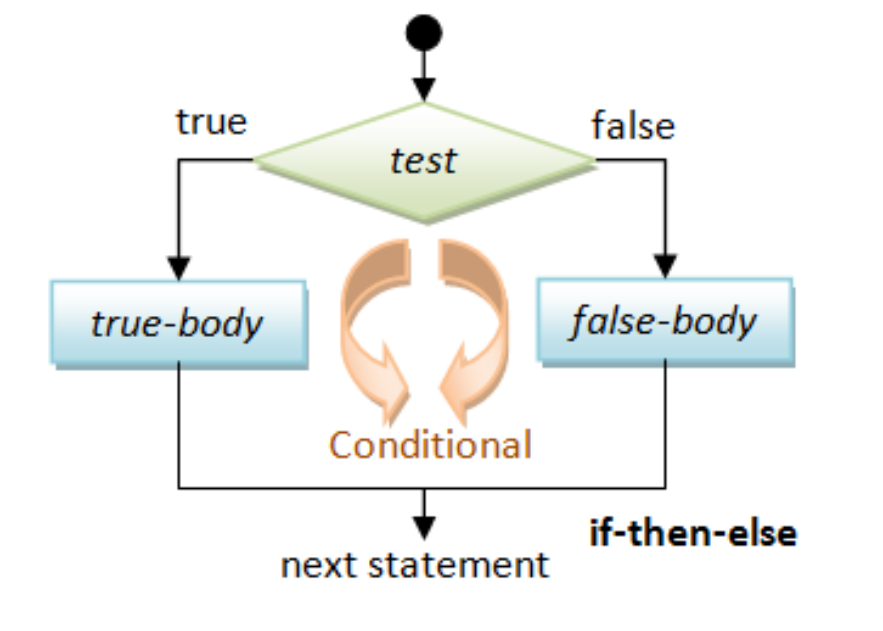 true
false
test
true-body
false-body
Conditional
if-then-else
next statement